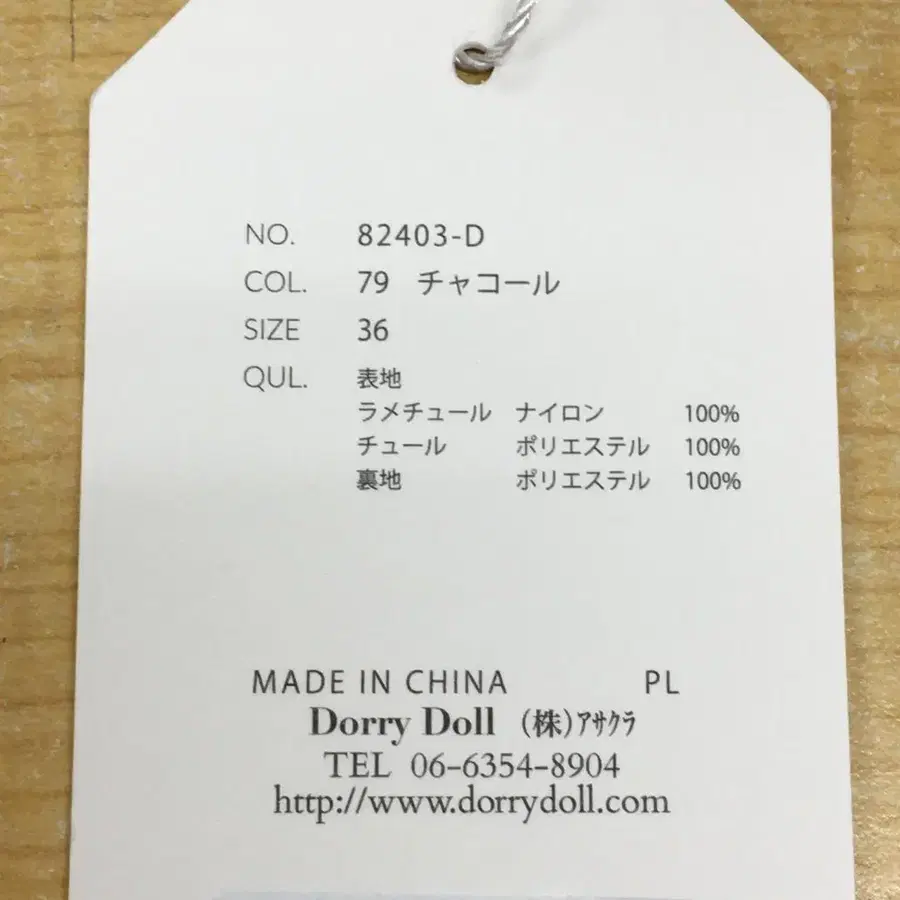 NO. 82403-D
COL. 79 チャコール
SIZE 36
QUL. 表地
ラメチュール ナイロン 100%
チュール ポリエステル 100%
裏地 ポリエステル 100%
MADE IN CHINA PL
Dorry Doll (株)ｱｻｸﾗ
TEL 06-6354-8904
http://www.dorrydoll.com